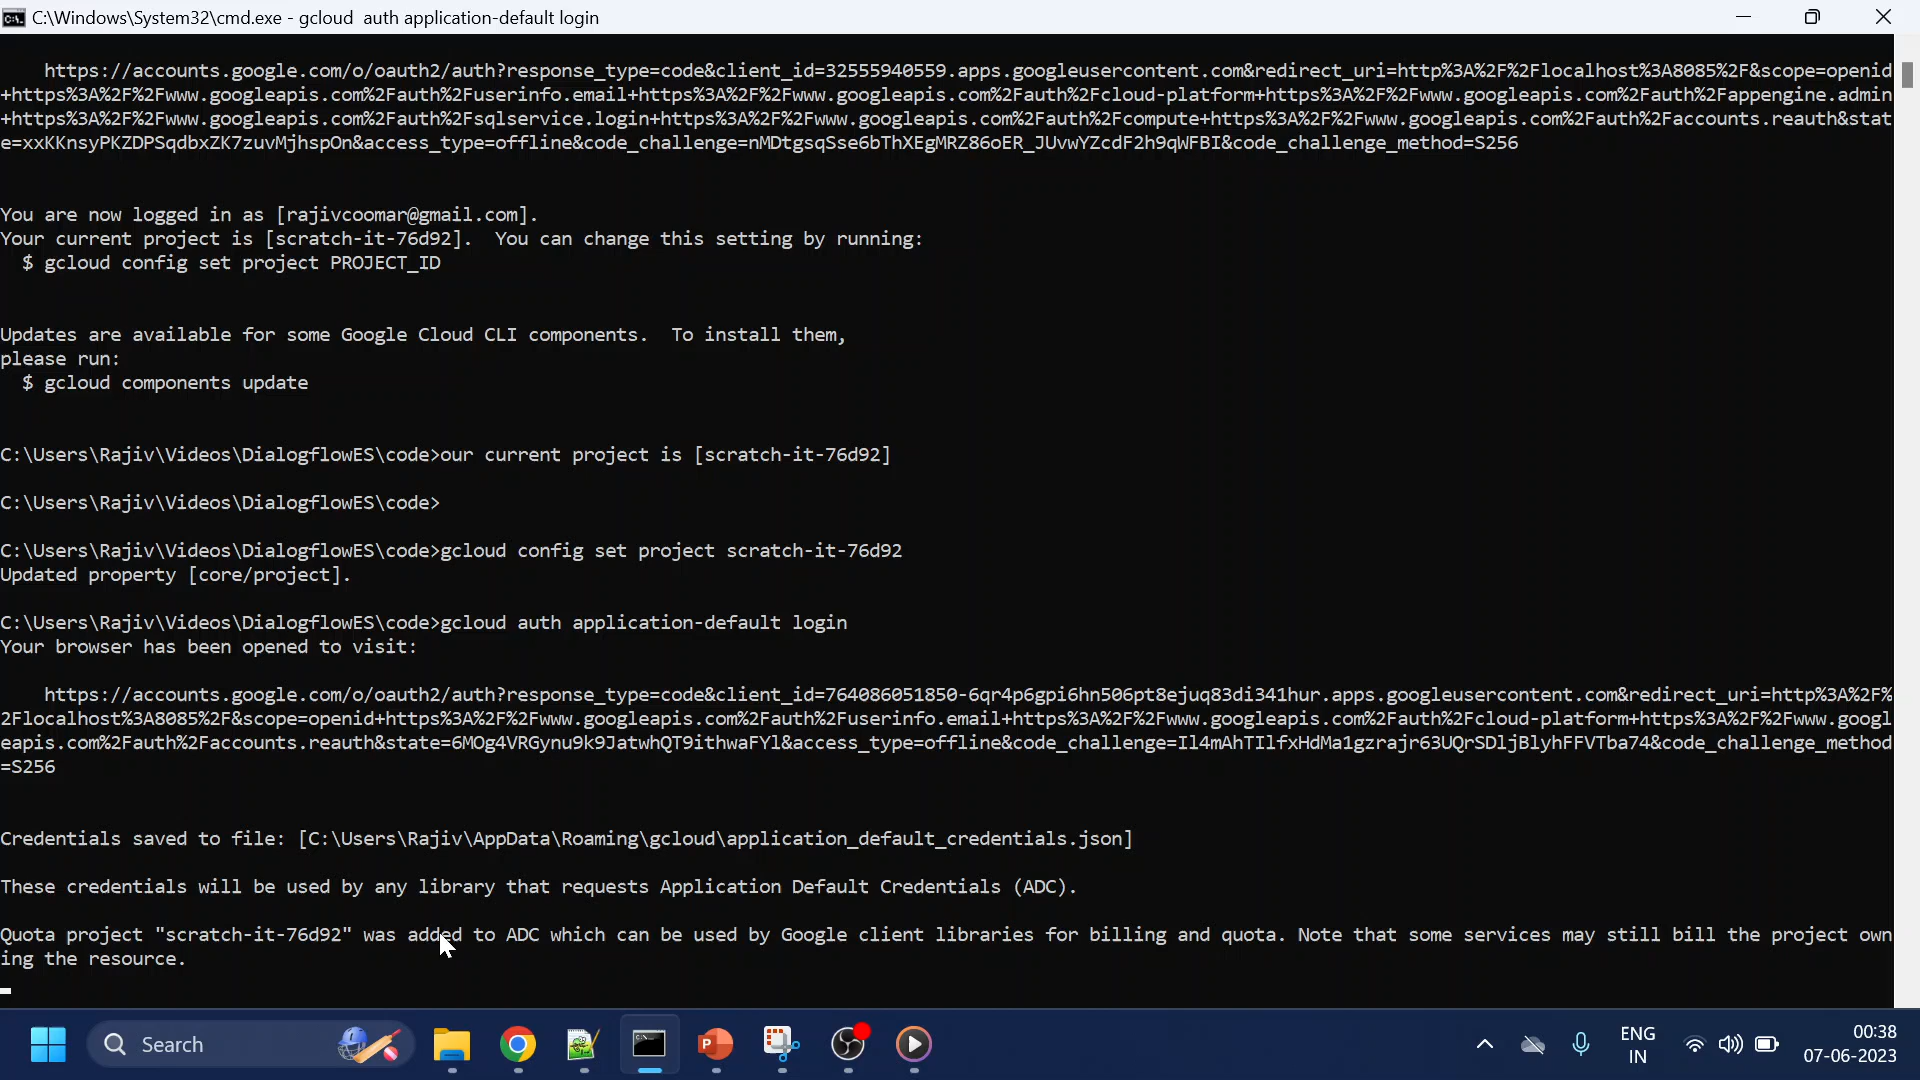 C:\Windows\System32\cmd.exe - gcloud  auth application-default login
https://accounts.google.com/o/oauth2/auth?response_type=code&client_id=32555940559.apps.googleusercontent.com&redirect_uri=http%3A%2F%2Flocalhost%3A8085%2F&scope=openid
+https%3A%2F%2Fwww.googleapis.com%2Fauth%2Fuserinfo.email+https%3A%2F%2Fwww.googleapis.com%2Fauth%2Fcloud-platform+https%3A%2F%2Fwww.googleapis.com%2Fauth%2Fappengine.admin
+https%3A%2F%2Fwww.googleapis.com%2Fauth%2Fsqlservice.login+https%3A%2F%2Fwww.googleapis.com%2Fauth%2Fcompute+https%3A%2F%2Fwww.googleapis.com%2Fauth%2Faccounts.reauth&stat
e=xxKKnsyPKZDPSqdbxZK7zuvMjhspOn&access_type=offline&code_challenge=nMDtgsqSse6bThXEgMRZ86oER_JUvwYZcdF2h9qWFBI&code_challenge_method=S256
You are now logged in as [rajivcoomar@gmail.com].
Your current project is [scratch-it-76d92].  You can change this setting by running:
$ gcloud config set project PROJECT_ID
Updates are available for some Google Cloud CLI components.  To install them,
please run:
$ gcloud components update
C:\Users\Rajiv\Videos\DialogflowES\code>our current project is [scratch-it-76d92]
C:\Users\Rajiv\Videos\DialogflowES\code>
C:\Users\Rajiv\Videos\DialogflowES\code>gcloud config set project scratch-it-76d92
Updated property [core/project].
C:\Users\Rajiv\Videos\DialogflowES\code>gcloud auth application-default login
Your browser has been opened to visit:
https://accounts.google.com/o/oauth2/auth?response_type=code&client_id=764086051850-6qr4p6gpi6hn506pt8ejuq83di341hur.apps.googleusercontent.com&redirect_uri=http%3A%2F%
2Flocalhost%3A8085%2F&scope=openid+https%3A%2F%2Fwww.googleapis.com%2Fauth%2Fuserinfo.email+https%3A%2F%2Fwww.googleapis.com%2Fauth%2Fcloud-platform+https%3A%2F%2Fwww.googl
eapis.com%2Fauth%2Faccounts.reauth&state=6MOg4VRGynu9k9JatwhQT9ithwaFYl&access_type=offline&code_challenge=Il4mAhTIlfxHdMa1gzrajr63UQrSDljBlyhFFVTba74&code_challenge_method
=S256
Credentials saved to file: [C:\Users\Rajiv\AppData\Roaming\gcloud\application_default_credentials.json]
These credentials will be used by any library that requests Application Default Credentials (ADC).
Quota project "scratch-it-76d92" was added to ADC which can be used by Google client libraries for billing and quota. Note that some services may still bill the project own
ing the resource.
Search
ENG
IN
00:38
07-06-2023